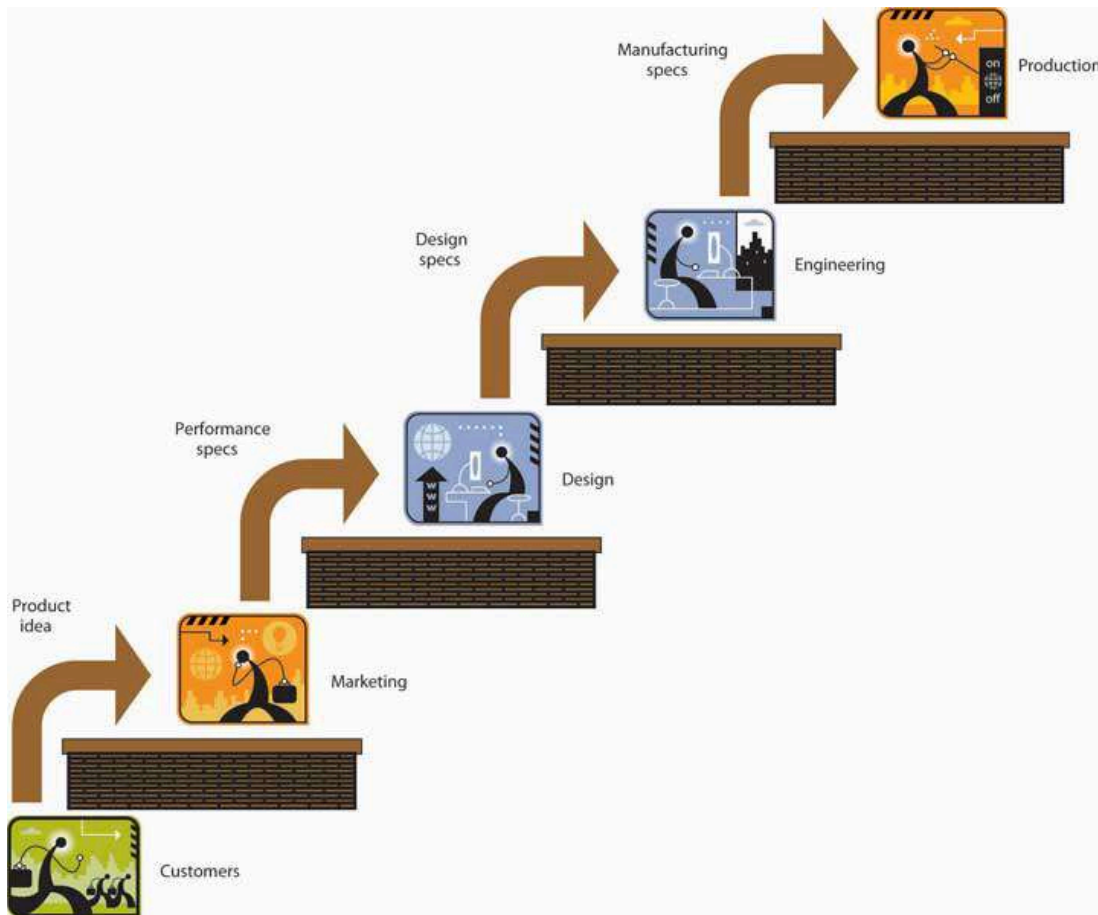 Manufacturing
specs
on
off
Production
Design
specs
Engineering
Performance
specs
W
W
W
Design
Product
idea
Marketing
Customers